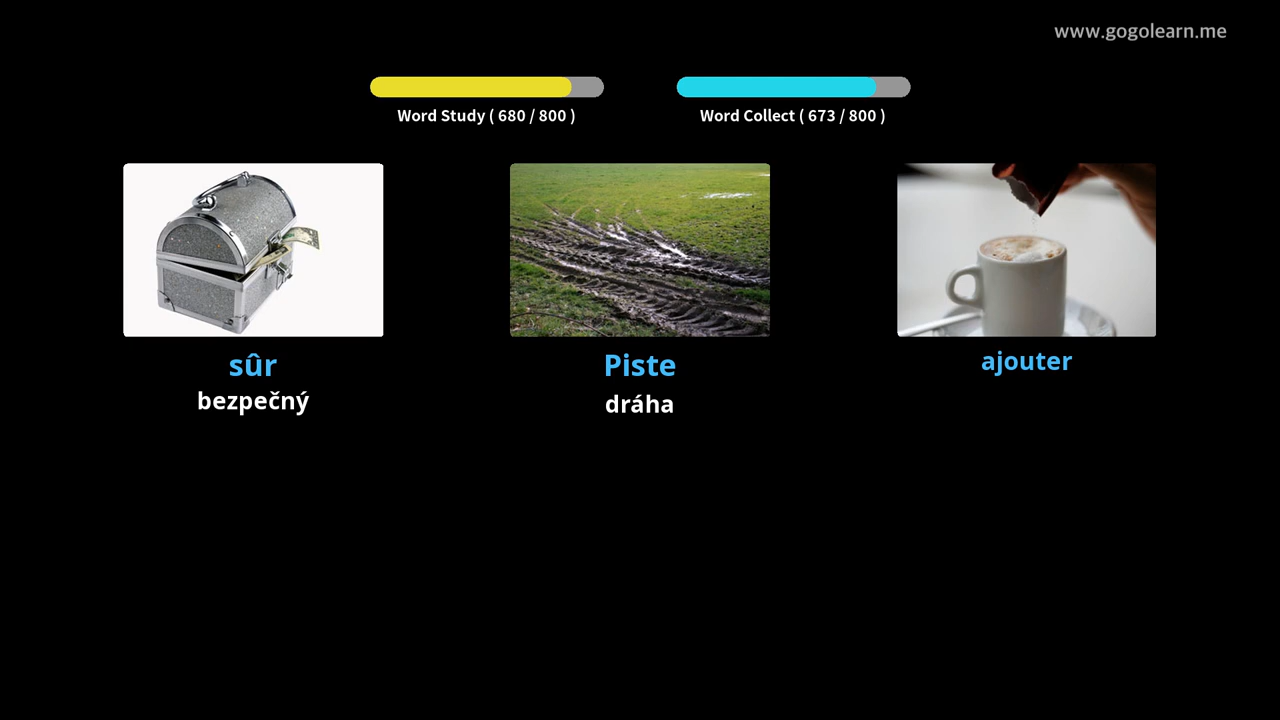 www.gogolearn.me
Word Study ( 680 / 800 )
Word Collect ( 673 / 800 )
sûr
bezpečný
Piste
dráha
ajouter